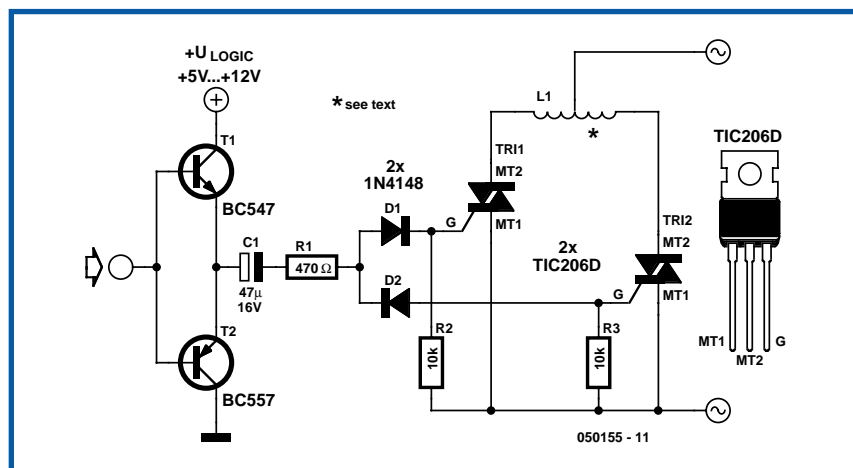 +U LOGIC
+5V...+12V
* see text
L1
T1
TRI1
MT2
TIC206D
2x
1N4148
BC547
D1
G
MT1
TRI2
MT2
C1
R1
470 Ω
2x
TIC206D
47µ
16V
D2
G
MT1
*
T2
R2
10k
R3
10k
MT1
MT2
G
BC557
050155 - 11